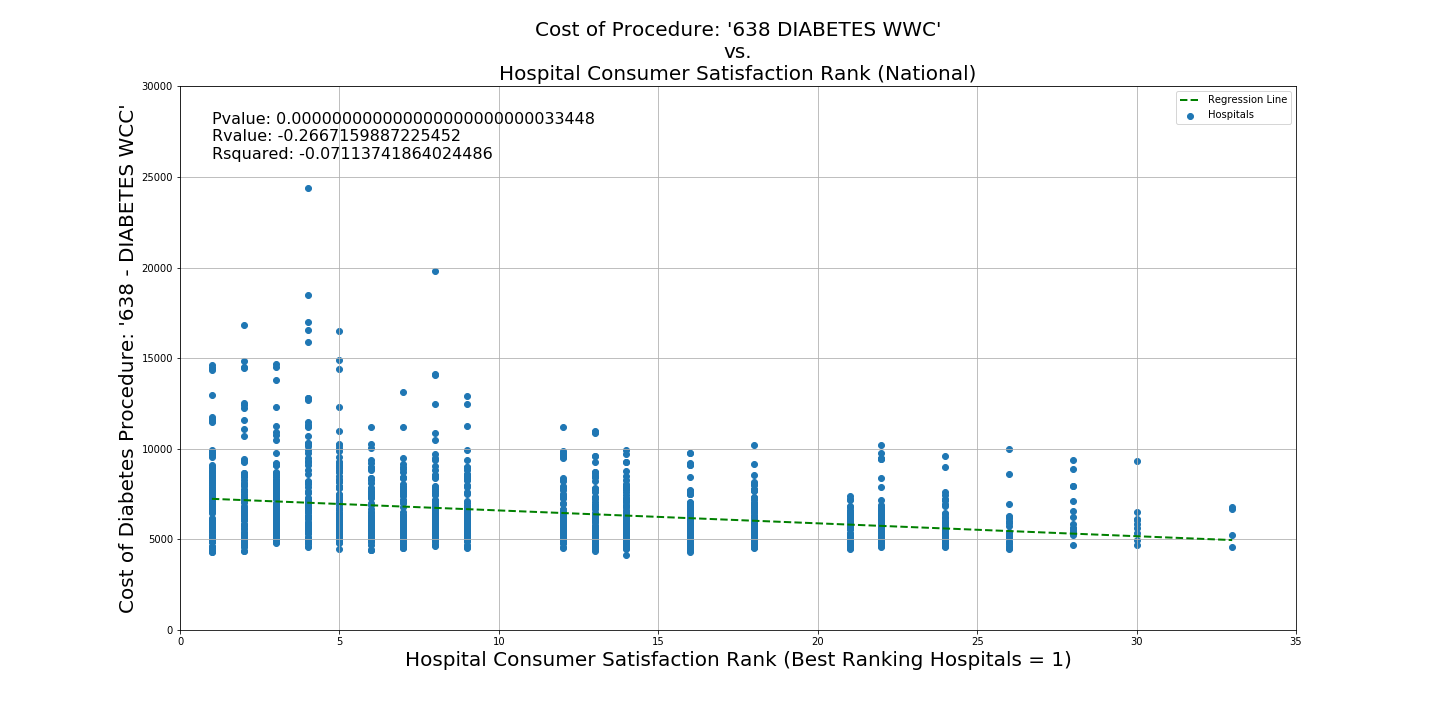 Cost of Procedure: '638 DIABETES WWC'
vs.
Hospital Consumer Satisfaction Rank (National)
Regression Line
Hospitals
Pvalue: 0.000000000000000000000000033448
Rvalue: -0.2667159887225452
Rsquared: -0.07113741864024486
Cost of Diabetes Procedure: '638 - DIABETES WCC'
30000
25000
20000
15000
10000
5000
0
0 5 10 15 20 25 30 35
Hospital Consumer Satisfaction Rank (Best Ranking Hospitals = 1)